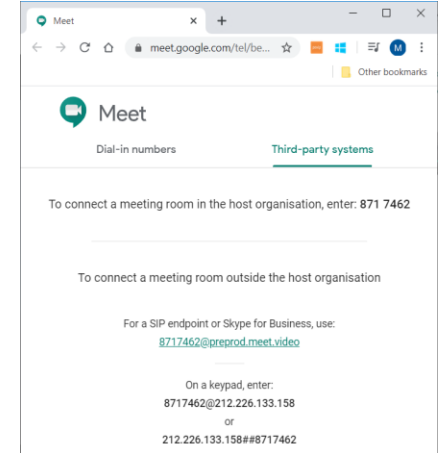 Meet
meet.google.com/tel/be...
M
Other bookmarks
Meet
Dial-in numbers
Third-party systems
To connect a meeting room in the host organisation, enter: 871 7462
To connect a meeting room outside the host organisation
For a SIP endpoint or Skype for Business, use:
8717462@preprod.meet.video
On a keypad, enter:
8717462@212.226.133.158
or
212.226.133.158##8717462